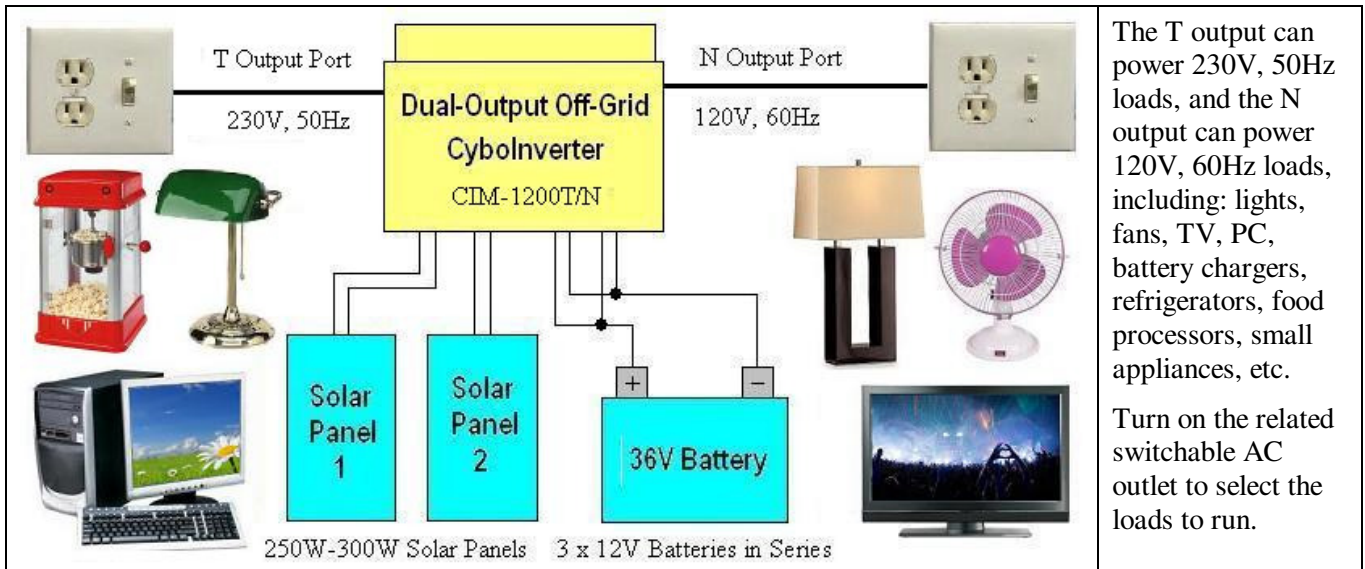 T Output Port
230V, 50Hz
Dual-Output Off-Grid
CyboInverter
CIM-1200T/N
N Output Port
120V, 60Hz
Solar
Panel
1
Solar
Panel
2
+
−
36V Battery
250W-300W Solar Panels
3 x 12V Batteries in Series
The T output can
power 230V, 50Hz
loads, and the N
output can power
120V, 60Hz loads,
including: lights,
fans, TV, PC,
battery chargers,
refrigerators, food
processors, small
appliances, etc.
Turn on the related
switchable AC
outlet to select the
loads to run.